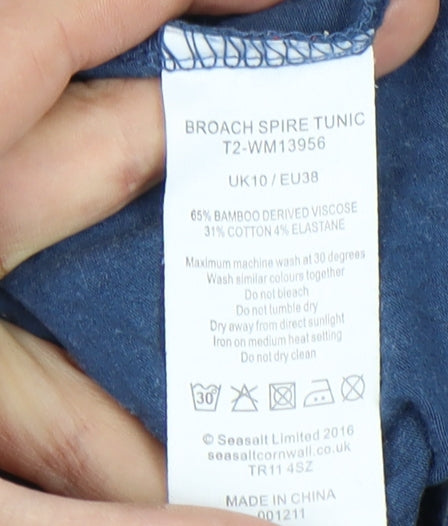 BROACH SPIRE TUNIC
T2-WM13956
UK10 / EU38
65% BAMBOO DERIVED VISCOSE
31% COTTON 4% ELASTANE
Maximum machine wash at 30 degrees
Wash similar colours together
Do not bleach
Do not tumble dry
Dry away from direct sunlight
Iron on medium heat setting
Do not dry clean
30°
© Seasalt Limited 2016
seasaltcornwall.co.uk
TR11 4SZ
MADE IN CHINA
001211